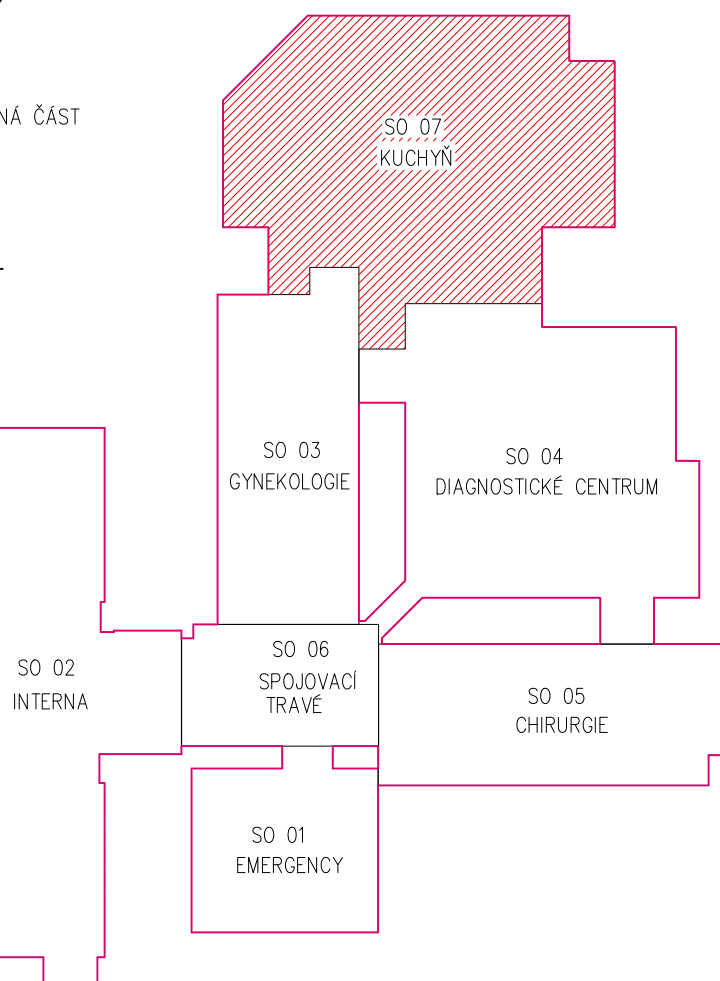 NÁ ČÁST
SO 07
KUCHYŇ
SO 03
GYNEKOLOGIE
SO 04
DIAGNOSTICKÉ CENTRUM
SO 06
SPOJOVACÍ
TRAVÉ
SO 02
INTERNA
SO 05
CHIRURGIE
SO 01
EMERGENCY